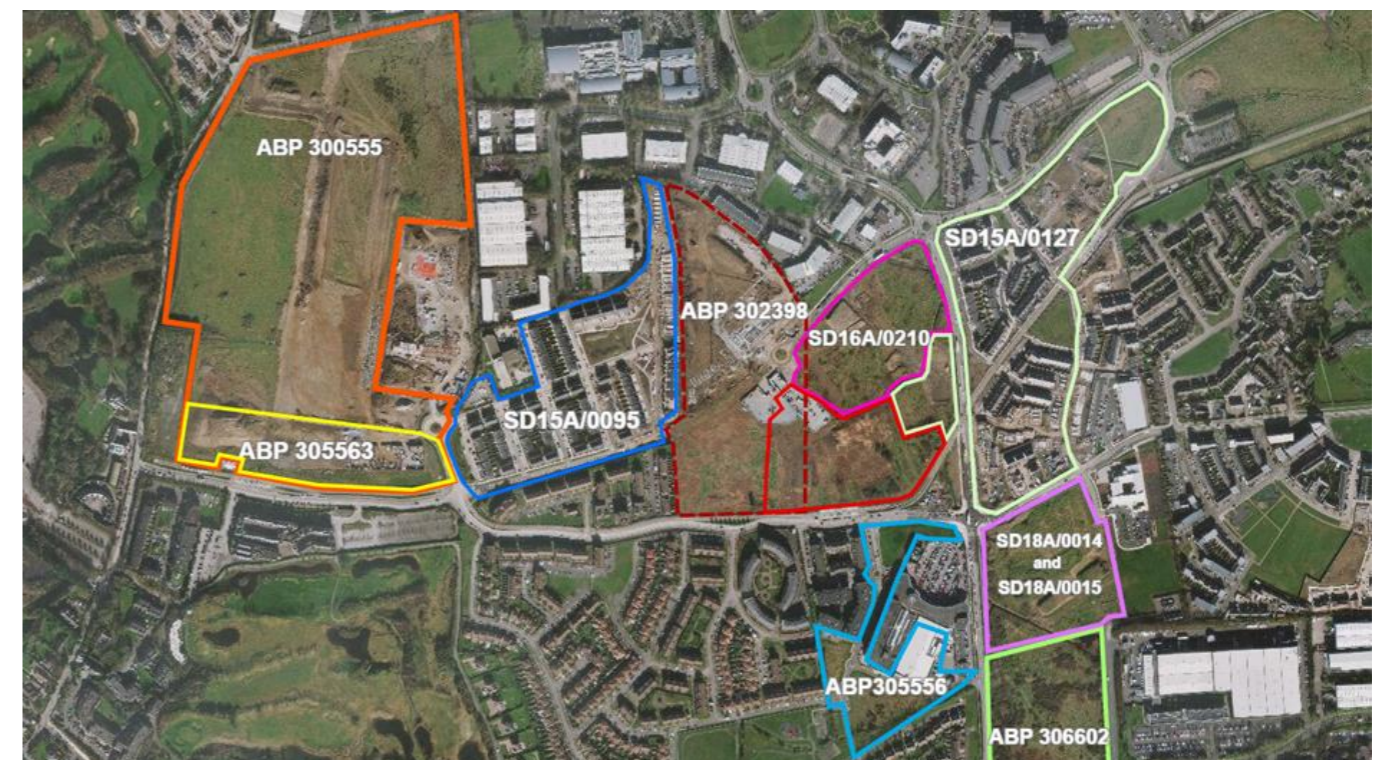 ABP 300555
SD15A/0127
ABP 302398
SD16A/0210
SD15A/0095
ABP 305563
SD18A/0014
and
SD18A/0015
ABP305556
ABP 306602